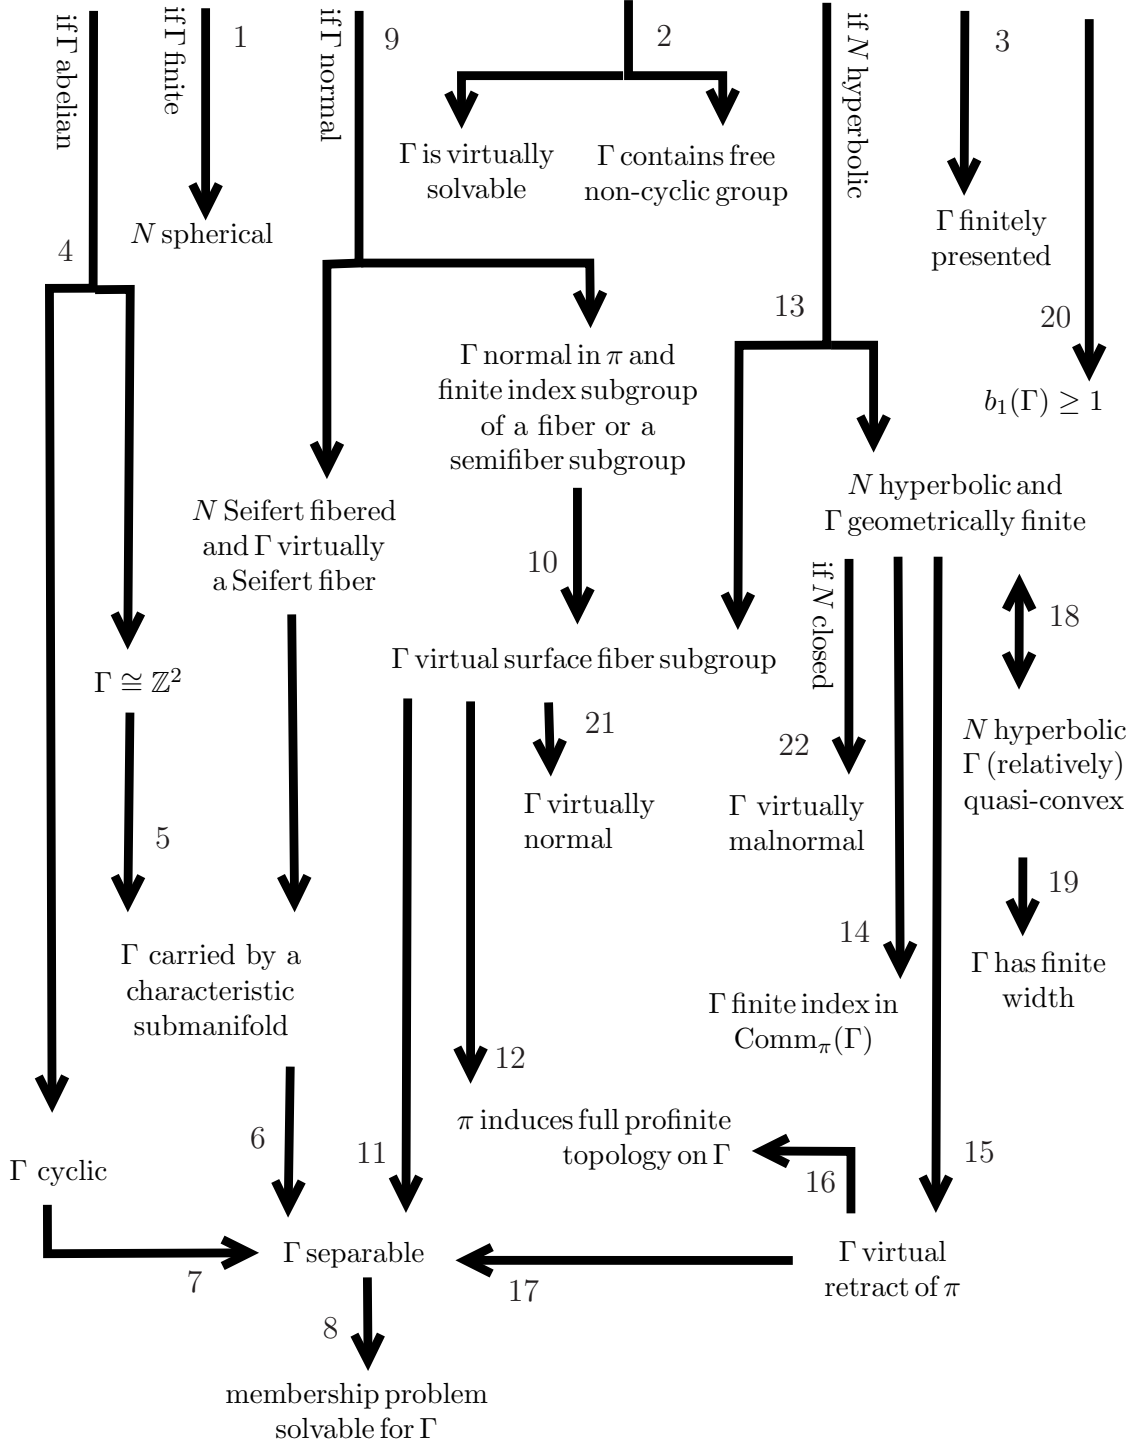 if Γ abelian
if Γ finite
1
if Γ normal
9
2
if N hyperbolic
3
Γ is virtually
solvable
Γ contains free
non-cyclic group
N spherical
Γ finitely
presented
4
13
20
Γ normal in π and
finite index subgroup
of a fiber or a
semifiber subgroup
b₁(Γ) ≥ 1
N Seifert fibered
and Γ virtually
a Seifert fiber
N hyperbolic and
Γ geometrically finite
10
if N closed
18
Γ ≅ ℤ²
Γ virtual surface fiber subgroup
21
22
N hyperbolic
Γ (relatively)
quasi-convex
5
Γ virtually
normal
Γ virtually
malnormal
19
Γ carried by a
characteristic
submanifold
14
Γ has finite
width
Γ finite index in
Comm_π(Γ)
12
6
11
π induces full profinite
topology on Γ
15
16
Γ cyclic
7
Γ separable
17
Γ virtual
retract of π
8
membership problem
solvable for Γ